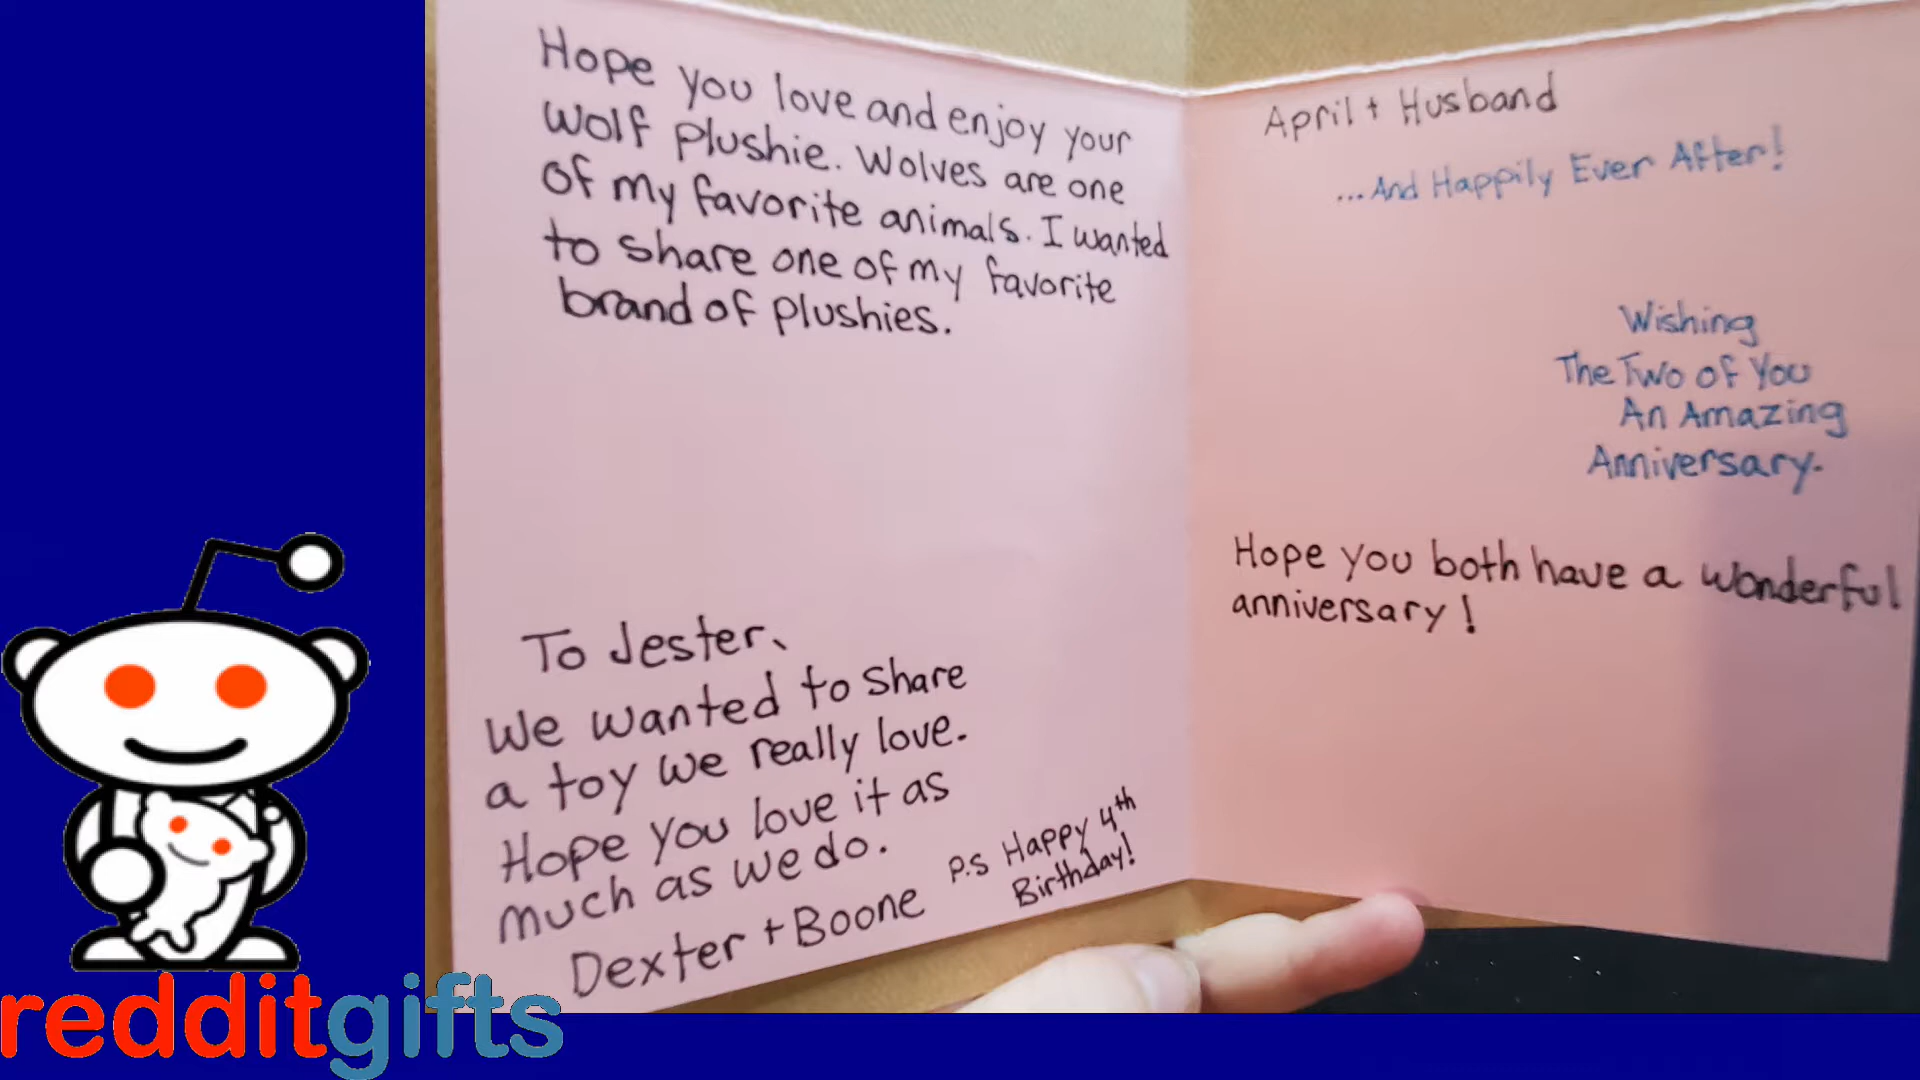 Hope you love and enjoy your
Wolf Plushie. Wolves are one
of my favorite animals. I wanted
to share one of my favorite
brand of plushies.
To Jester,
We wanted to share
a toy we really love.
Hope you love it as
much as we do.
Dexter + Boone
P.S Happy 4th
Birthday!
April + Husband
...And Happily Ever After!
Wishing
The Two of You
An Amazing
Anniversary.
Hope you both have a wonderful
anniversary!
redditgifts